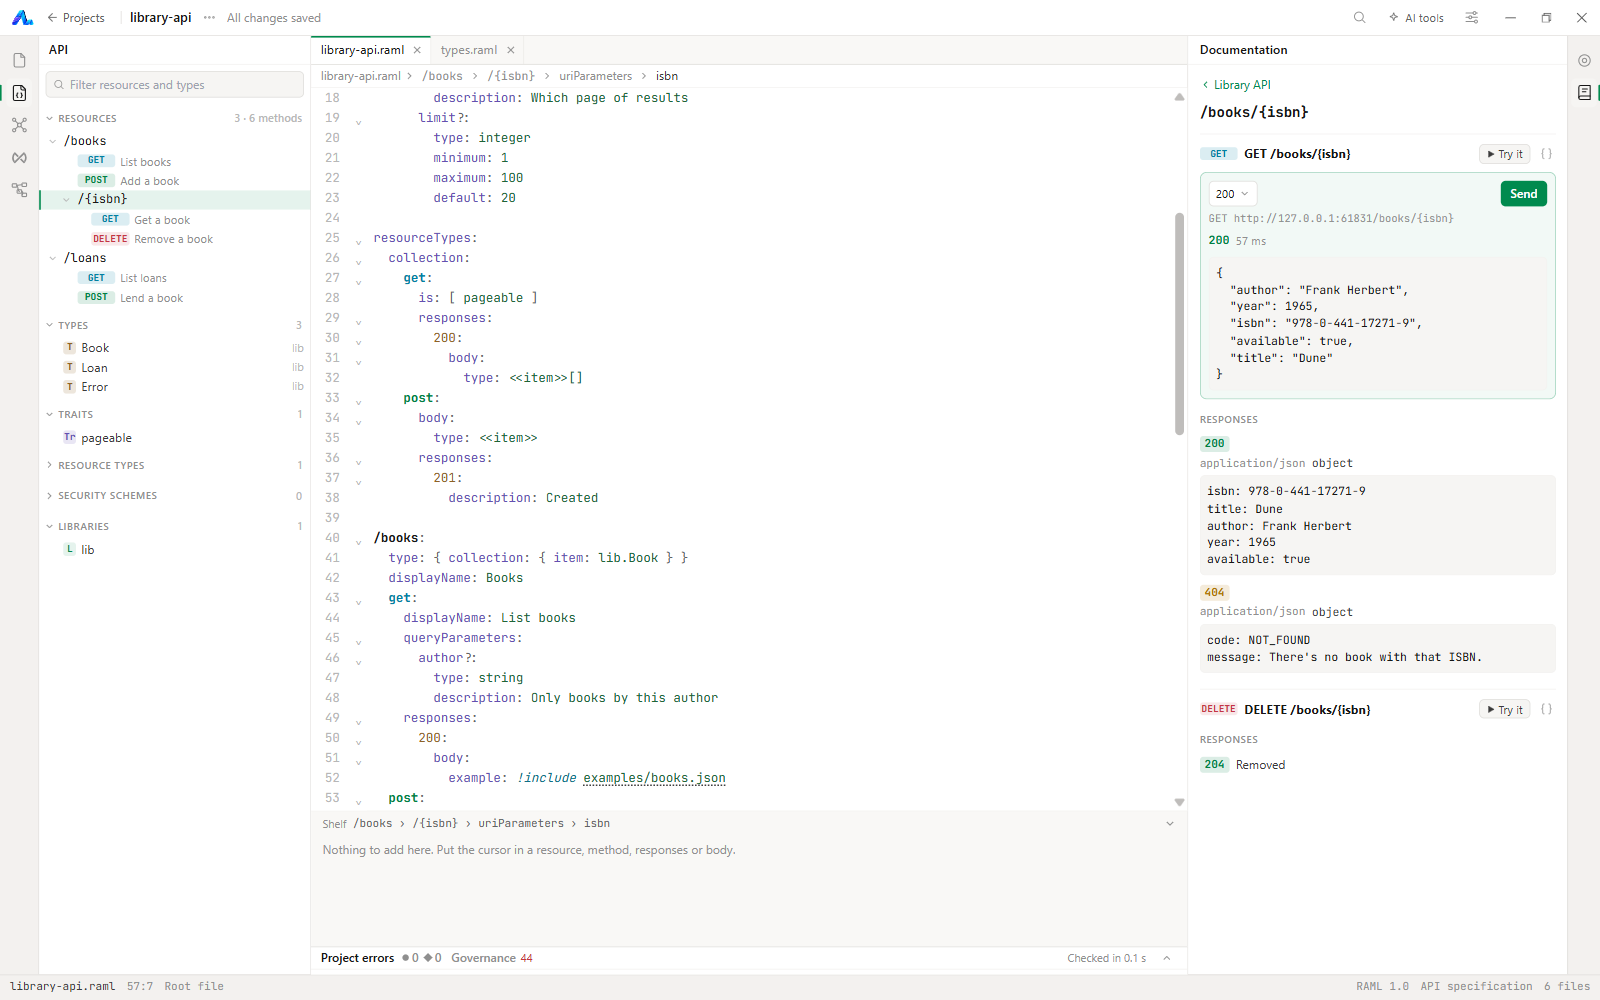 Projects
library-api
All changes saved
AI tools
API
Filter resources and types
RESOURCES
3 · 6 methods
/books
GET List books
POST Add a book
/{isbn}
GET Get a book
DELETE Remove a book
/loans
GET List loans
POST Lend a book
TYPES 3
T Book lib
T Loan lib
T Error lib
TRAITS 1
Tr pageable
RESOURCE TYPES 1
SECURITY SCHEMES 0
LIBRARIES 1
L lib
library-api.raml
types.raml
library-api.raml > /books > /{isbn} > uriParameters > isbn
18 description: Which page of results
19 limit?:
20 type: integer
21 minimum: 1
22 maximum: 100
23 default: 20
24
25 resourceTypes:
26 collection:
27 get:
28 is: [ pageable ]
29 responses:
30 200:
31 body:
32 type: <<item>>[]
33 post:
34 body:
35 type: <<item>>
36 responses:
37 201:
38 description: Created
39
40 /books:
41 type: { collection: { item: lib.Book } }
42 displayName: Books
43 get:
44 displayName: List books
45 queryParameters:
46 author?:
47 type: string
48 description: Only books by this author
49 responses:
50 200:
51 body:
52 example: !include examples/books.json
53 post:
Shelf /books > /{isbn} > uriParameters > isbn
Nothing to add here. Put the cursor in a resource, method, responses or body.
Project errors 0 0 Governance 44
Checked in 0.1 s
Documentation
Library API
/books/{isbn}
GET GET /books/{isbn}
Try it
{ }
200
Send
GET http://127.0.0.1:61831/books/{isbn}
200 57 ms
{
"author": "Frank Herbert",
"year": 1965,
"isbn": "978-0-441-17271-9",
"available": true,
"title": "Dune"
}
RESPONSES
200
application/json object
isbn: 978-0-441-17271-9
title: Dune
author: Frank Herbert
year: 1965
available: true
404
application/json object
code: NOT_FOUND
message: There's no book with that ISBN.
DELETE DELETE /books/{isbn}
Try it
{ }
RESPONSES
204 Removed
library-api.raml 57:7 Root file
RAML 1.0 API specification 6 files